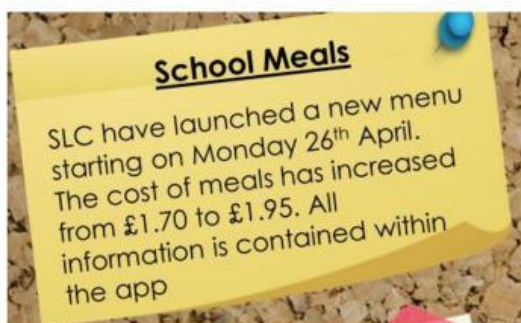 School Meals
SLC have launched a new menu
starting on Monday 26th April.
The cost of meals has increased
from £1.70 to £1.95. All
information is contained within
the app